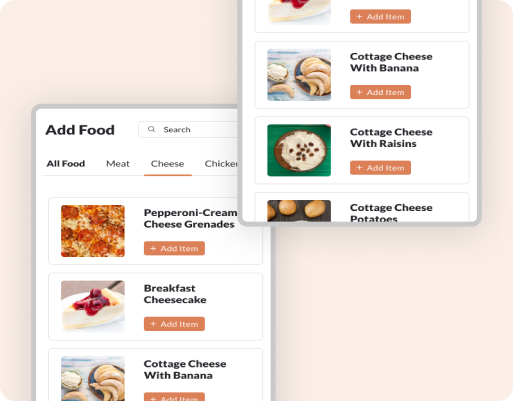 + Add Item
Cottage Cheese
With Banana
+ Add Item
Cottage Cheese
With Raisins
+ Add Item
Cottage Cheese
Potatoes
Add Food
Search
All Food Meat Cheese Chicken
Pepperoni-Cream
Cheese Grenades
+ Add Item
Breakfast
Cheesecake
+ Add Item
Cottage Cheese
With Banana
+ Add Item